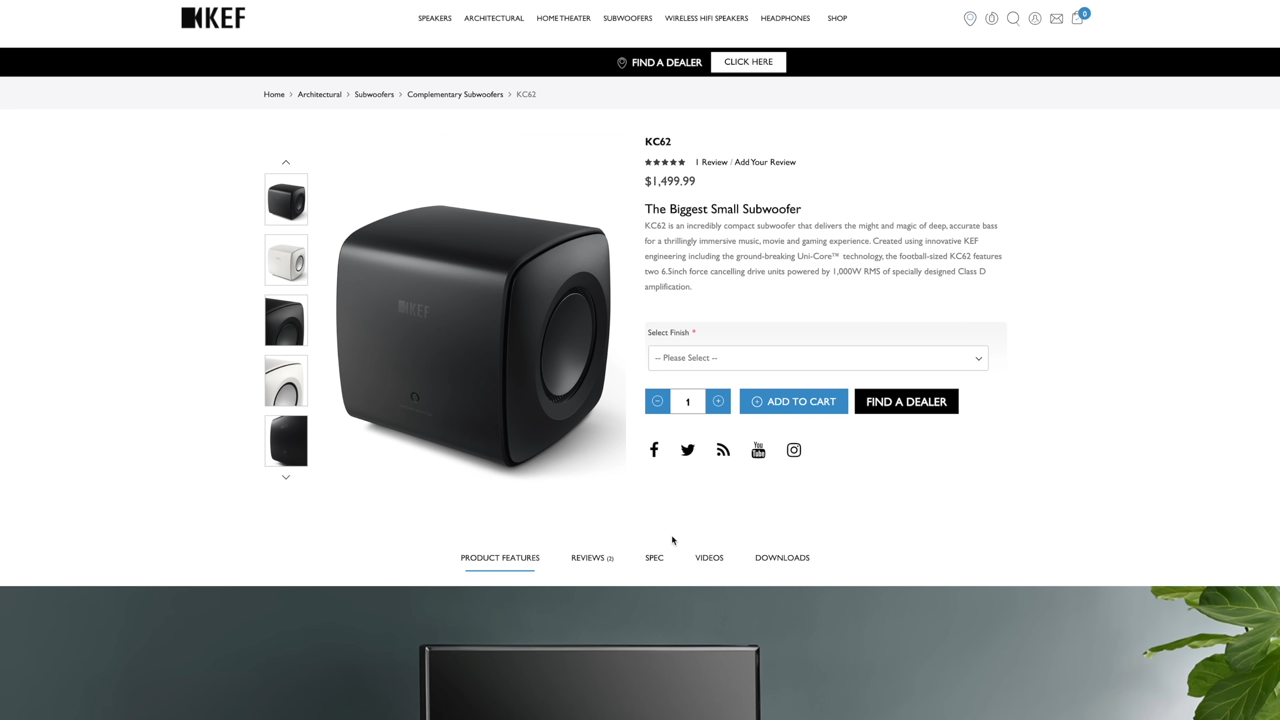 KEF
SPEAKERS ARCHITECTURAL HOME THEATER SUBWOOFERS WIRELESS HIFI SPEAKERS HEADPHONES SHOP
0
FIND A DEALER CLICK HERE
Home > Architectural > Subwoofers > Complementary Subwoofers > KC62
KC62
1 Review / Add Your Review
$1,499.99
The Biggest Small Subwoofer
KC62 is an incredibly compact subwoofer that delivers the might and magic of deep, accurate bass
for a thrillingly immersive music, movie and gaming experience. Created using innovative KEF
engineering including the ground-breaking Uni-Core™ technology, the football-sized KC62 features
two 6.5inch force cancelling drive units powered by 1,000W RMS of specially designed Class D
amplification.
KEF
Select Finish *
-- Please Select --
1
ADD TO CART
FIND A DEALER
You
Tube
PRODUCT FEATURES REVIEWS (2) SPEC VIDEOS DOWNLOADS